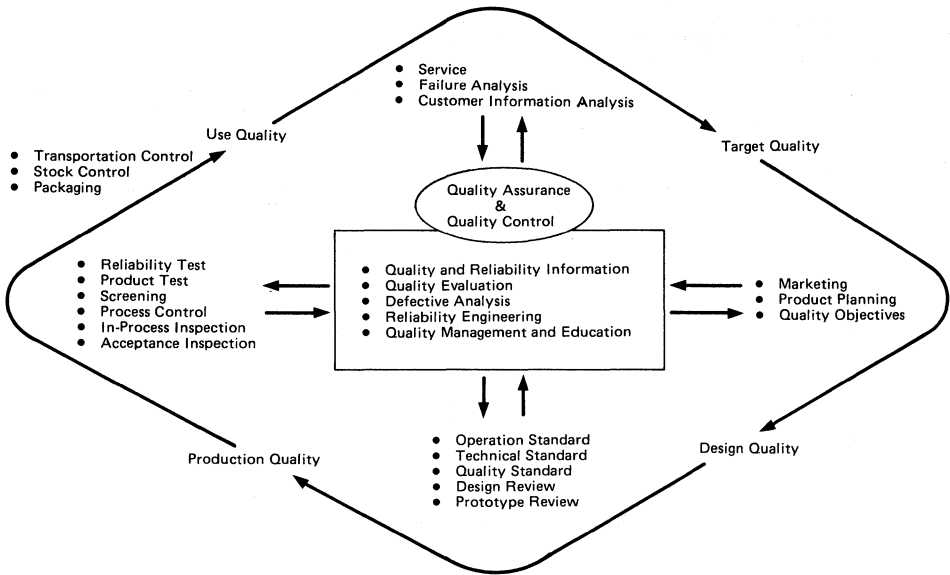 ● Service
● Failure Analysis
● Customer Information Analysis
Use Quality
Target Quality
● Transportation Control
● Stock Control
● Packaging
Quality Assurance
&
Quality Control
● Reliability Test
● Product Test
● Screening
● Process Control
● In-Process Inspection
● Acceptance Inspection
● Quality and Reliability Information
● Quality Evaluation
● Defective Analysis
● Reliability Engineering
● Quality Management and Education
● Marketing
● Product Planning
● Quality Objectives
Production Quality
● Operation Standard
● Technical Standard
● Quality Standard
● Design Review
● Prototype Review
Design Quality